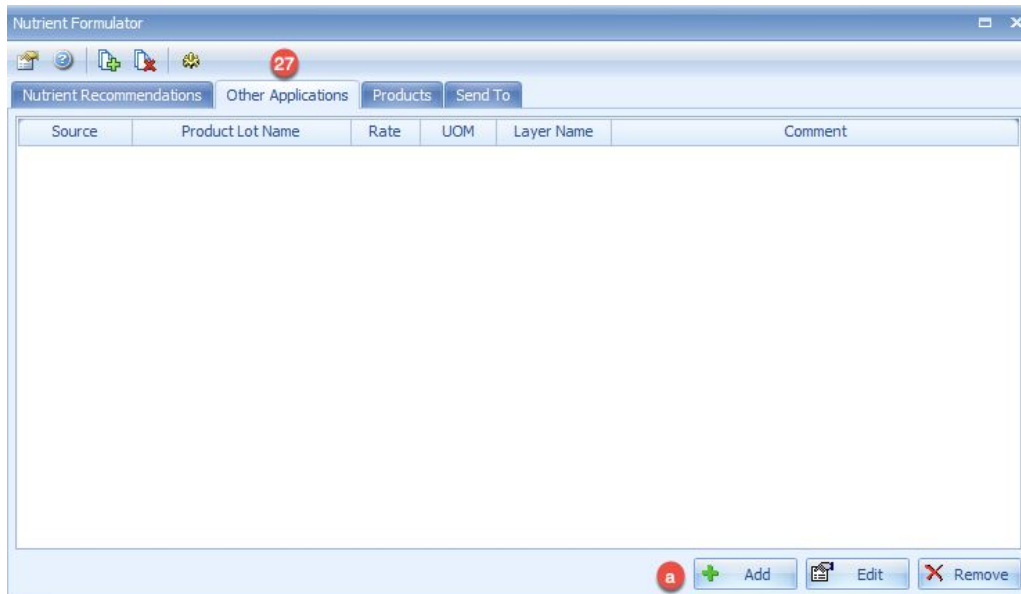 Nutrient Formulator
27
Nutrient Recommendations Other Applications Products Send To
Source Product Lot Name Rate UOM Layer Name Comment
a Add Edit Remove